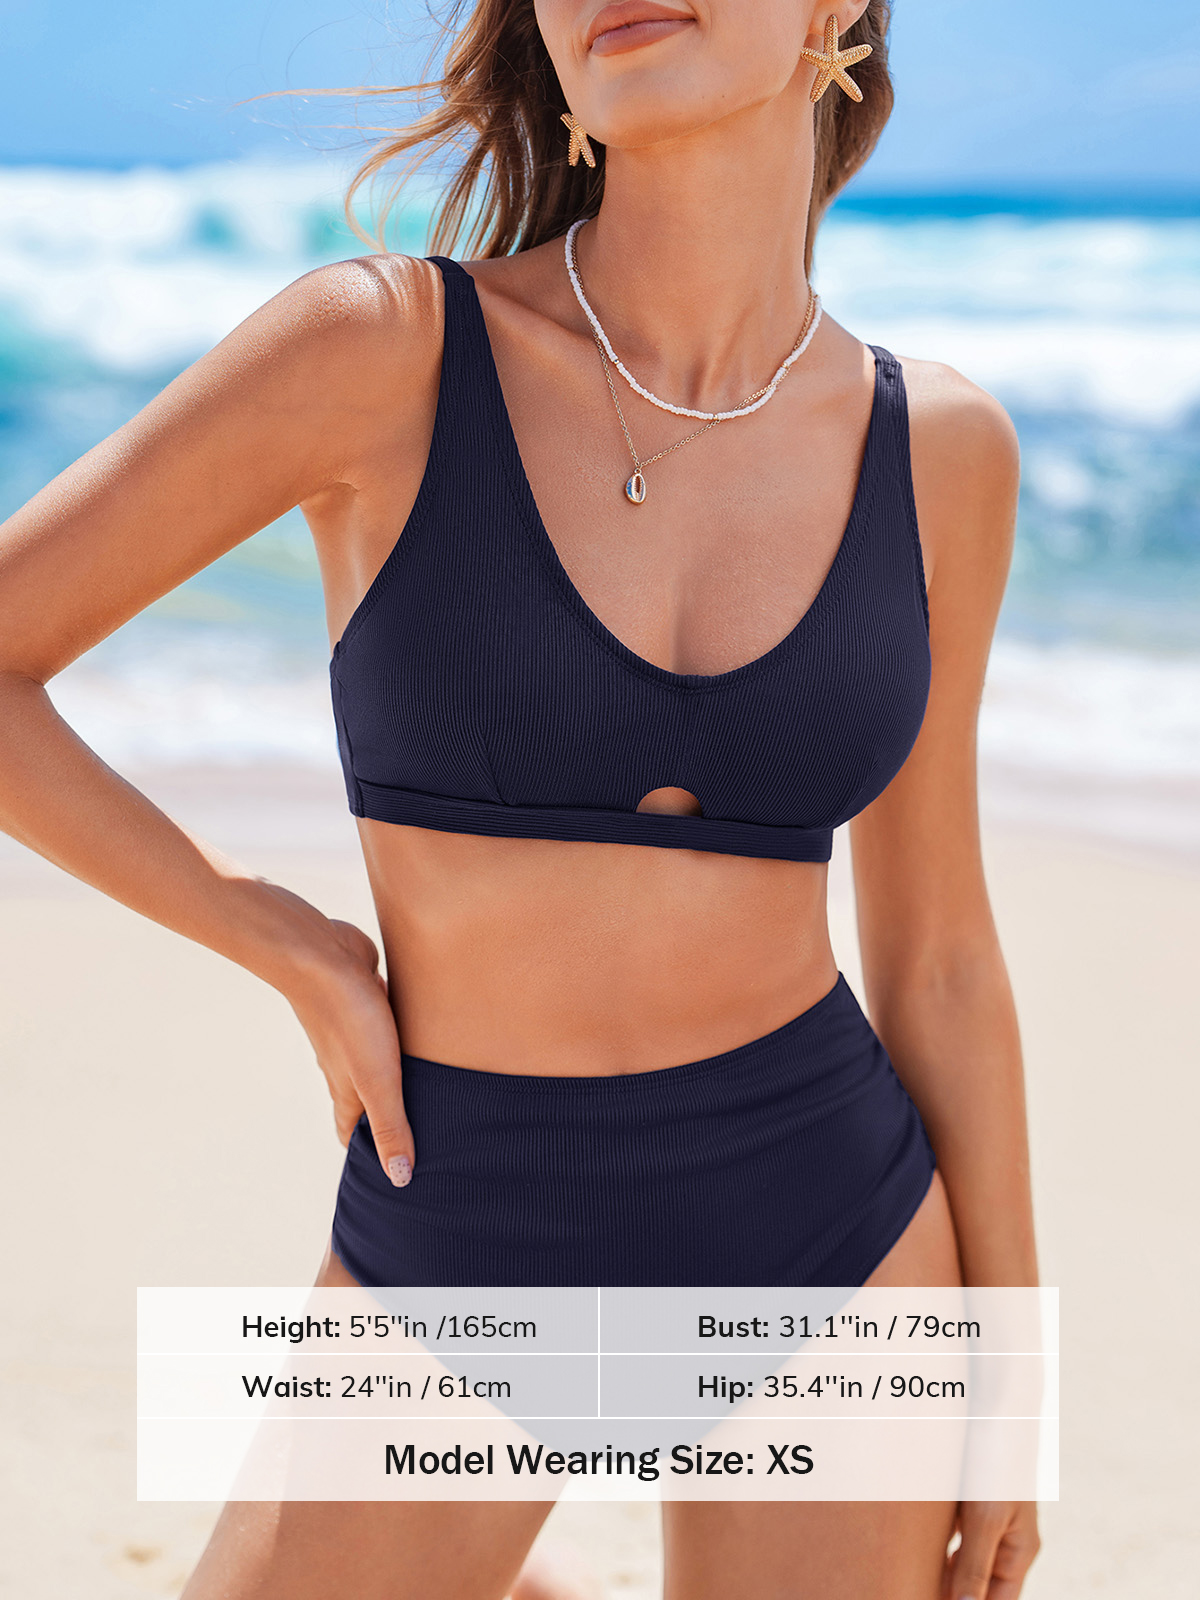 Height: 5'5''in /165cm
Bust: 31.1''in / 79cm
Waist: 24''in / 61cm
Hip: 35.4''in / 90cm
Model Wearing Size: XS